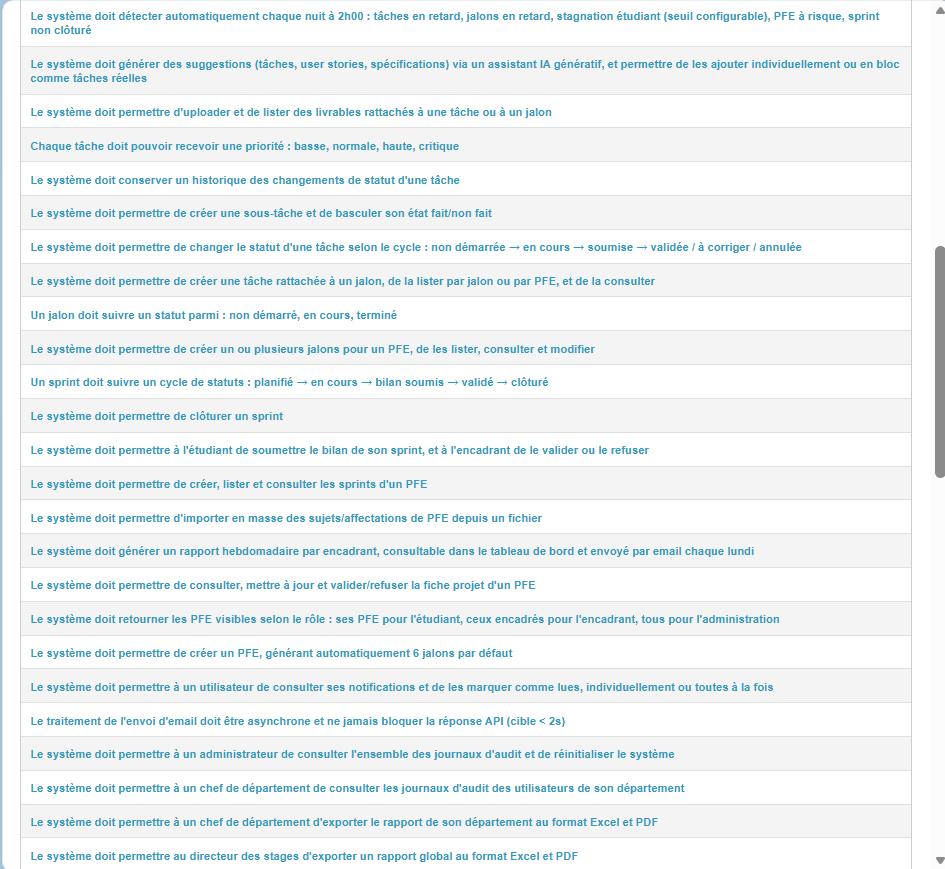 Le système doit détecter automatiquement chaque nuit à 2h00 : tâches en retard, jalons en retard, stagnation étudiant (seuil configurable), PFE à risque, sprint
non clôturé
Le système doit générer des suggestions (tâches, user stories, spécifications) via un assistant IA génératif, et permettre de les ajouter individuellement ou en bloc
comme tâches réelles
Le système doit permettre d'uploader et de lister des livrables rattachés à une tâche ou à un jalon
Chaque tâche doit pouvoir recevoir une priorité : basse, normale, haute, critique
Le système doit conserver un historique des changements de statut d'une tâche
Le système doit permettre de créer une sous-tâche et de basculer son état fait/non fait
Le système doit permettre de changer le statut d'une tâche selon le cycle : non démarrée → en cours → soumise → validée / à corriger / annulée
Le système doit permettre de créer une tâche rattachée à un jalon, de la lister par jalon ou par PFE, et de la consulter
Un jalon doit suivre un statut parmi : non démarré, en cours, terminé
Le système doit permettre de créer un ou plusieurs jalons pour un PFE, de les lister, consulter et modifier
Un sprint doit suivre un cycle de statuts : planifié → en cours → bilan soumis → validé → clôturé
Le système doit permettre de clôturer un sprint
Le système doit permettre à l'étudiant de soumettre le bilan de son sprint, et à l'encadrant de le valider ou le refuser
Le système doit permettre de créer, lister et consulter les sprints d'un PFE
Le système doit permettre d'importer en masse des sujets/affectations de PFE depuis un fichier
Le système doit générer un rapport hebdomadaire par encadrant, consultable dans le tableau de bord et envoyé par email chaque lundi
Le système doit permettre de consulter, mettre à jour et valider/refuser la fiche projet d'un PFE
Le système doit retourner les PFE visibles selon le rôle : ses PFE pour l'étudiant, ceux encadrés pour l'encadrant, tous pour l'administration
Le système doit permettre de créer un PFE, générant automatiquement 6 jalons par défaut
Le système doit permettre à un utilisateur de consulter ses notifications et de les marquer comme lues, individuellement ou toutes à la fois
Le traitement de l'envoi d'email doit être asynchrone et ne jamais bloquer la réponse API (cible < 2s)
Le système doit permettre à un administrateur de consulter l'ensemble des journaux d'audit et de réinitialiser le système
Le système doit permettre à un chef de département de consulter les journaux d'audit des utilisateurs de son département
Le système doit permettre à un chef de département d'exporter le rapport de son département au format Excel et PDF
Le système doit permettre au directeur des stages d'exporter un rapport global au format Excel et PDF